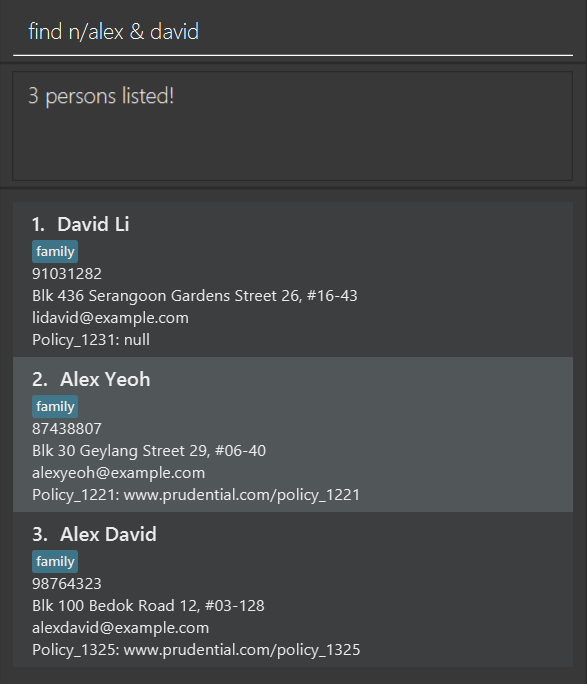 find n/alex & david
3 persons listed!
1. David Li
family
91031282
Blk 436 Serangoon Gardens Street 26, #16-43
lidavid@example.com
Policy_1231: null
2. Alex Yeoh
family
87438807
Blk 30 Geylang Street 29, #06-40
alexyeoh@example.com
Policy_1221: www.prudential.com/policy_1221
3. Alex David
family
98764323
Blk 100 Bedok Road 12, #03-128
alexdavid@example.com
Policy_1325: www.prudential.com/policy_1325